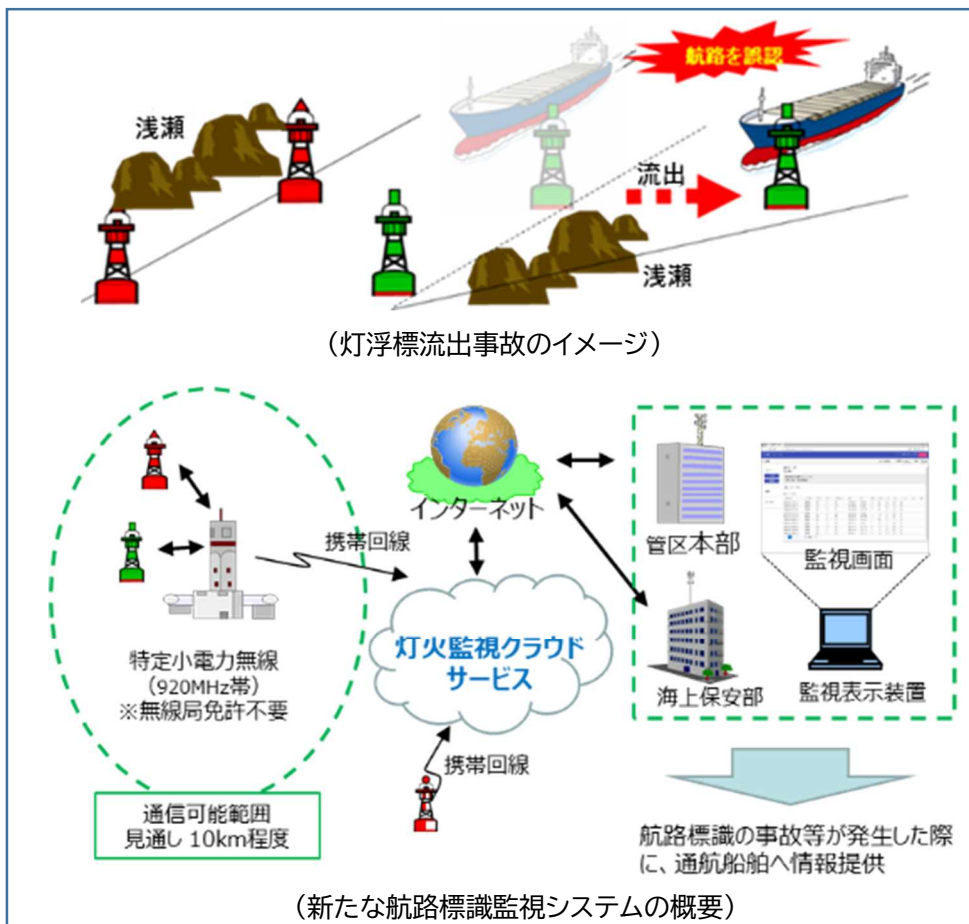 航路を誤認
浅瀬
流出
浅瀬
（灯浮標流出事故のイメージ）
インターネット
携帯回線
管区本部
監視画面
灯火監視クラウド
サービス
特定小電力無線
（920MHz帯）
※無線局免許不要
海上保安部
監視表示装置
携帯回線
通信可能範囲
見通し 10km程度
航路標識の事故等が発生した際
に、通航船舶へ情報提供
（新たな航路標識監視システムの概要）